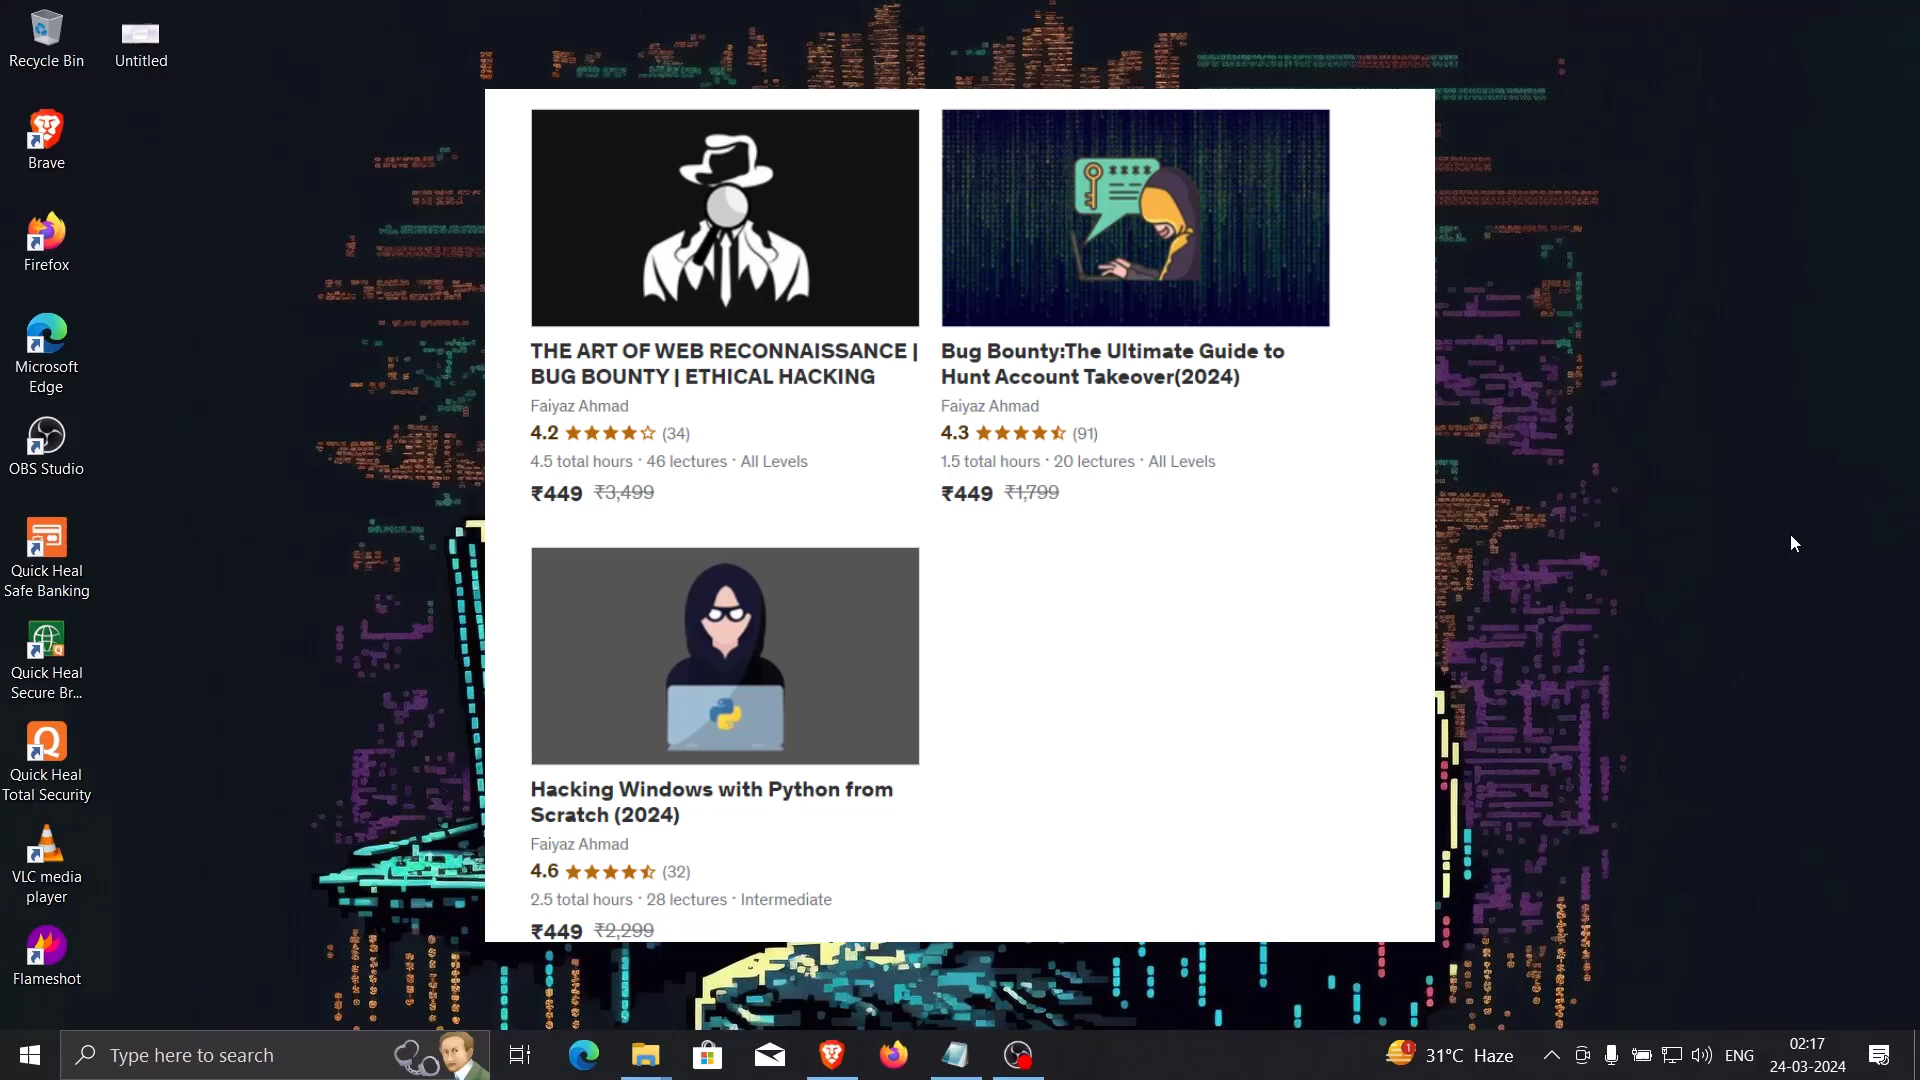 Recycle Bin
Untitled
Brave
Firefox
Microsoft
Edge
OBS Studio
Quick Heal
Safe Banking
Quick Heal
Secure Br...
Quick Heal
Total Security
VLC media
player
Flameshot
THE ART OF WEB RECONNAISSANCE |
BUG BOUNTY | ETHICAL HACKING
Faiyaz Ahmad
4.2 (34)
4.5 total hours · 46 lectures · All Levels
₹449 ₹3,499
Bug Bounty:The Ultimate Guide to
Hunt Account Takeover(2024)
Faiyaz Ahmad
4.3 (91)
1.5 total hours · 20 lectures · All Levels
₹449 ₹1,799
Hacking Windows with Python from
Scratch (2024)
Faiyaz Ahmad
4.6 (32)
2.5 total hours · 28 lectures · Intermediate
₹449 ₹2,299
Type here to search
1
31°C Haze
ENG
02:17
24-03-2024